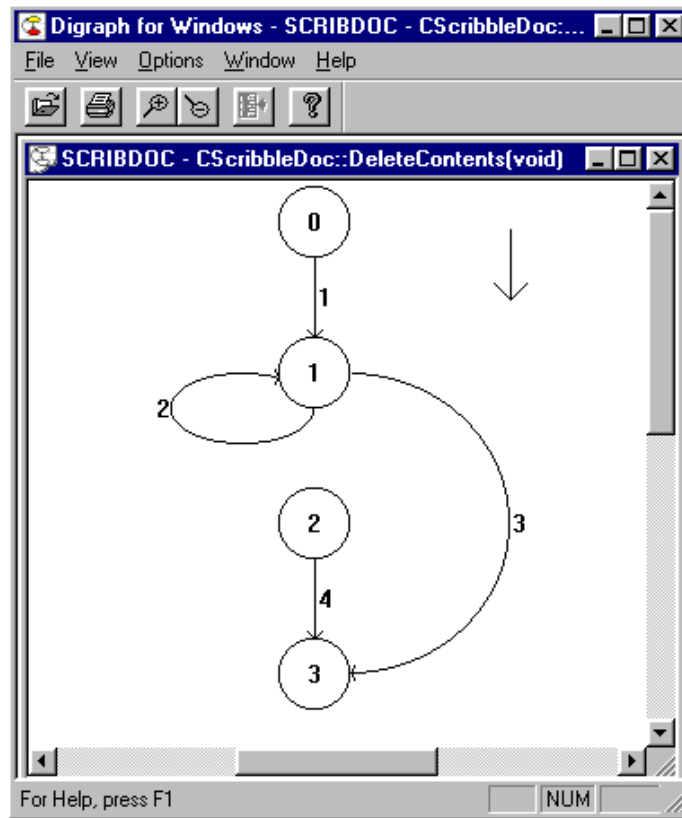 Digraph for Windows - SCRIBDOC - CScribbleDoc:...
File View Options Window Help
SCRIBDOC - CScribbleDoc::DeleteContents(void)
0
1
1
2
2
3
4
3
For Help, press F1 NUM